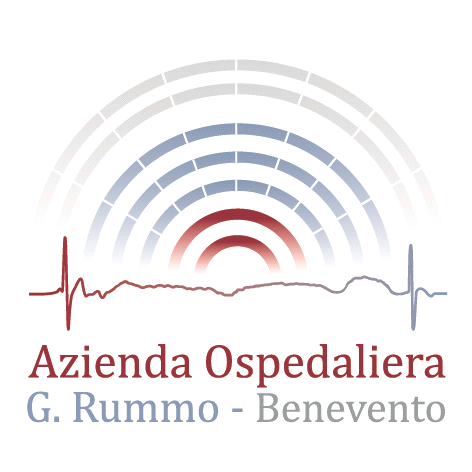 Azienda Ospedaliera
G. Rummo - Benevento